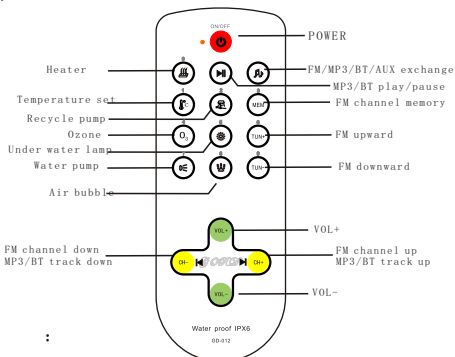 ON/OFF
POWER
Heater
FM/MP3/BT/AUX exchange
MP3/BT play/pause
Temperature set
MEM
FM channel memory
Recycle pump
Ozone
O3
TUN+
FM upward
Under water lamp
Water pump
TUN-
FM downward
Air bubble
VOL+
VOL+
FM channel down
MP3/BT track down
CH-
CH+
FM channel up
MP3/BT track up
VOL-
VOL-
Water proof IPX6
GD-012
: